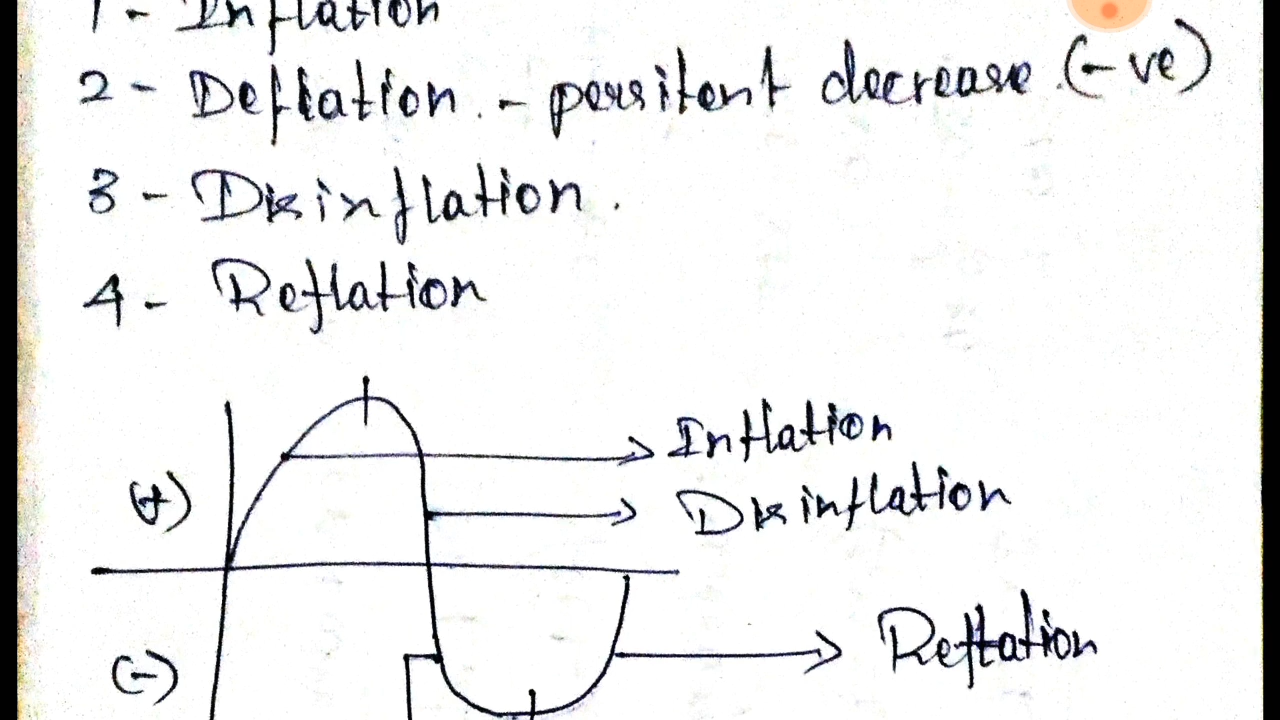 1 - Inflation
2 - Deflation. - persitent decrease. (-ve)
3 - Disinflation.
4 - Reflation
Inflation
(+) Disinflation
Reflation
(-)